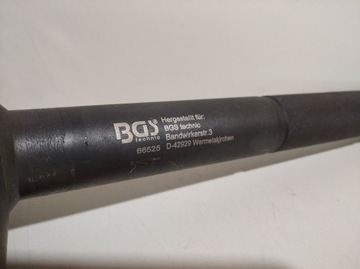 BGS
technic
66525
Hergestellt für:
BGS technic
Bandwirkerstr.3
D-42929 Wermelskirchen